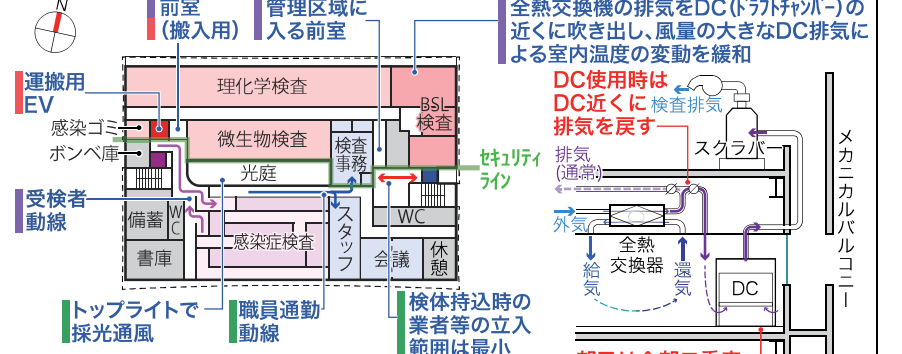 N
前室
(搬入用)
管理区域に
入る前室
全熱交換機の排気をDC(ドラフトチャンバー)の
近くに吹き出し、風量の大きなDC排気に
よる室内温度の変動を緩和
運搬用
EV
感染ゴミ
ボンベ庫
受検者
動線
理化学検査
BSL
検査
微生物検査
検査
事務
光庭
セキュリティ
ライン
備蓄
WC
書庫
感染症検査
スタッフ
WC
会議
休憩
トップライトで
採光通風
職員通勤
動線
検体持込時の
業者等の立入
範囲は最小
DC使用時は
DC近くに
排気を戻す
検査排気
スクラバー
排気
(通常)
外気
全熱
交換器
給気
還気
DC
メカニカルバルコニー